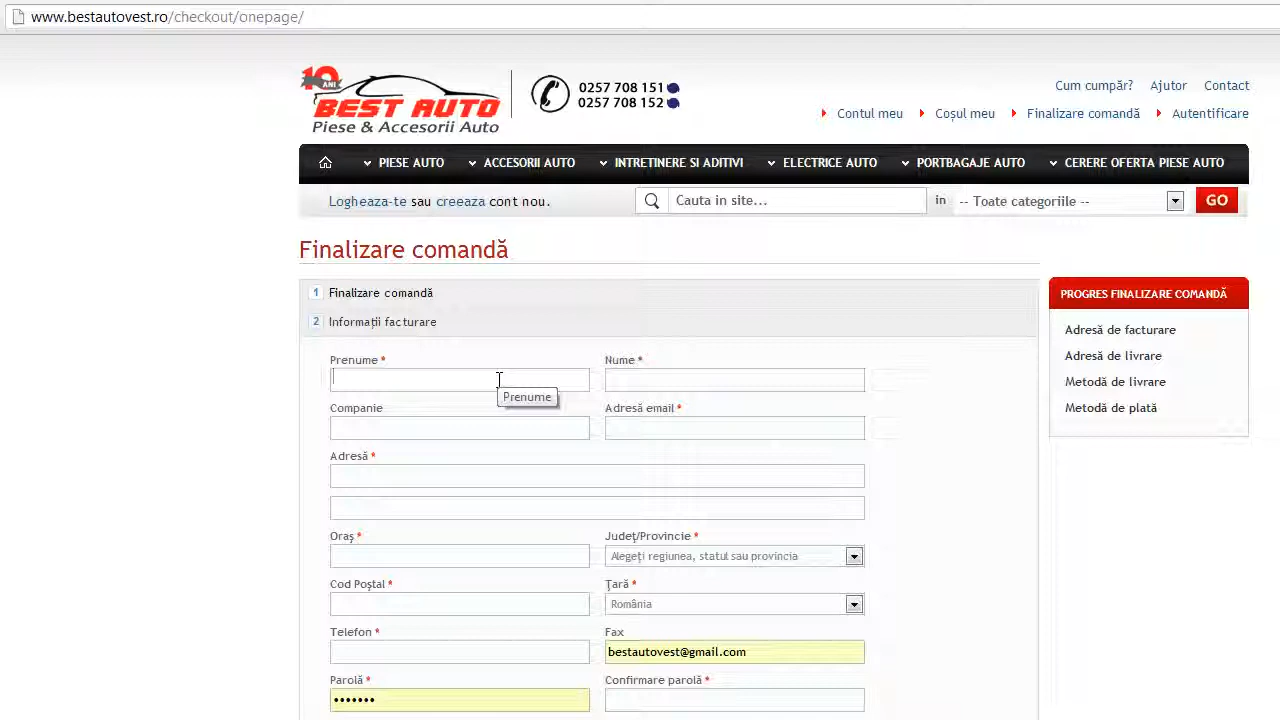 www.bestautovest.ro/checkout/onepage/
10 ANI
BEST AUTO
Piese & Accesorii Auto
0257 708 151
0257 708 152
Cum cumpăr? Ajutor Contact
Contul meu Coșul meu Finalizare comandă Autentificare
PIESE AUTO ACCESORII AUTO INTRETINERE SI ADITIVI ELECTRICE AUTO PORTBAGAJE AUTO CERERE OFERTA PIESE AUTO
Logheaza-te sau creeaza cont nou.
Cauta in site...
in
-- Toate categoriile --
GO
Finalizare comandă
1 Finalizare comandă
2 Informații facturare
Prenume * Nume *
Prenume
Companie Adresă email *
Adresă *
Oraș * Județ/Provincie *
Alegeți regiunea, statul sau provincia
Cod Poștal * Țară *
România
Telefon * Fax
bestautovest@gmail.com
Parolă * Confirmare parolă *
•••••••
PROGRES FINALIZARE COMANDĂ
Adresă de facturare
Adresă de livrare
Metodă de livrare
Metodă de plată